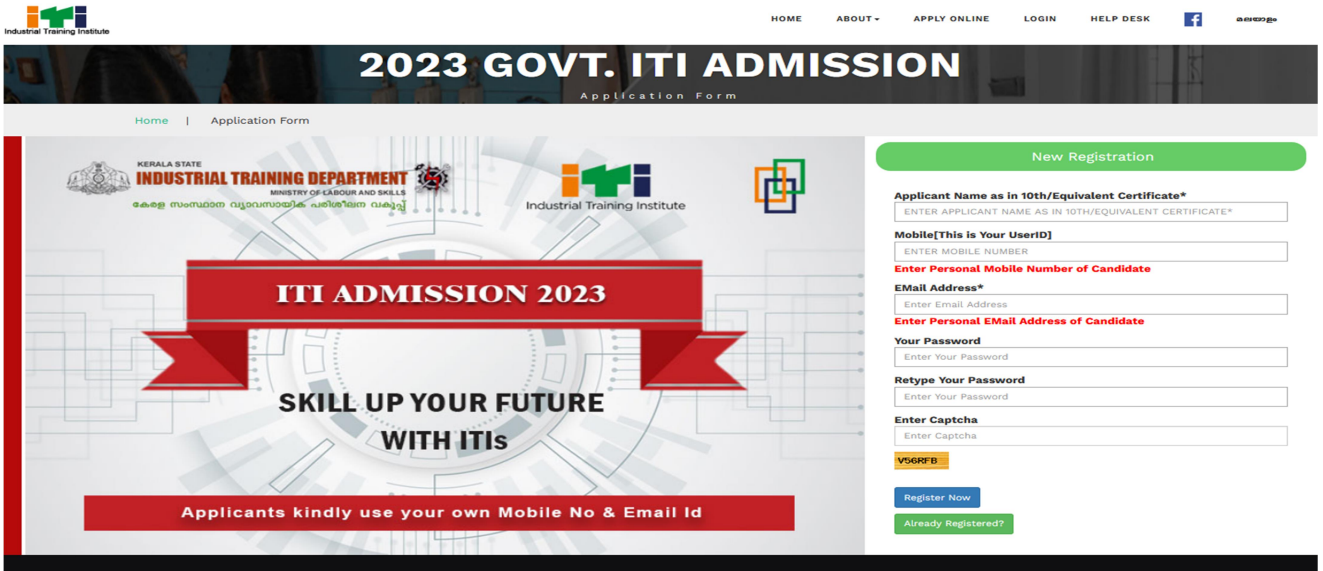 Industrial Training Institute
HOME ABOUT APPLY ONLINE LOGIN HELP DESK f മലയാളം
2023 GOVT. ITI ADMISSION
Application Form
Home | Application Form
KERALA STATE
INDUSTRIAL TRAINING DEPARTMENT
MINISTRY OF LABOUR AND SKILLS
കേരള സംസ്ഥാന വ്യാവസായിക പരിശീലന വകുപ്പ്
iti
Industrial Training Institute
ITI ADMISSION 2023
SKILL UP YOUR FUTURE
WITH ITIs
Applicants kindly use your own Mobile No & Email Id
New Registration
Applicant Name as in 10th/Equivalent Certificate*
ENTER APPLICANT NAME AS IN 10TH/EQUIVALENT CERTIFICATE*
Mobile[This is Your UserID]
ENTER MOBILE NUMBER
Enter Personal Mobile Number of Candidate
EMail Address*
Enter Email Address
Enter Personal EMail Address of Candidate
Your Password
Enter Your Password
Retype Your Password
Enter Your Password
Enter Captcha
Enter Captcha
V56RFB
Register Now
Already Registered?